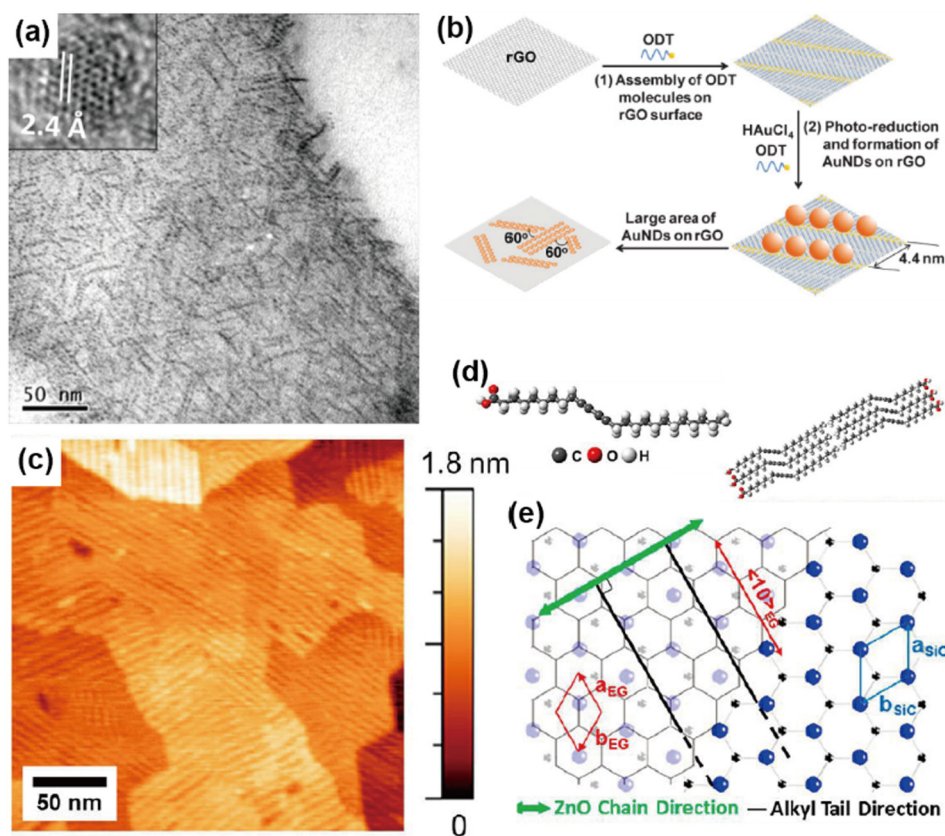 (a)
2.4 Å
50 nm
(b)
rGO
ODT
(1) Assembly of ODT
molecules on
rGO surface
HAuCl4
ODT
(2) Photo-reduction
and formation of
AuNDs on rGO
4.4 nm
Large area of
AuNDs on rGO
60°
60°
(c)
50 nm
1.8 nm
0
(d)
C O H
(e)
<10>EG
aEG
bEG
aSiC
bSiC
ZnO Chain Direction
Alkyl Tail Direction